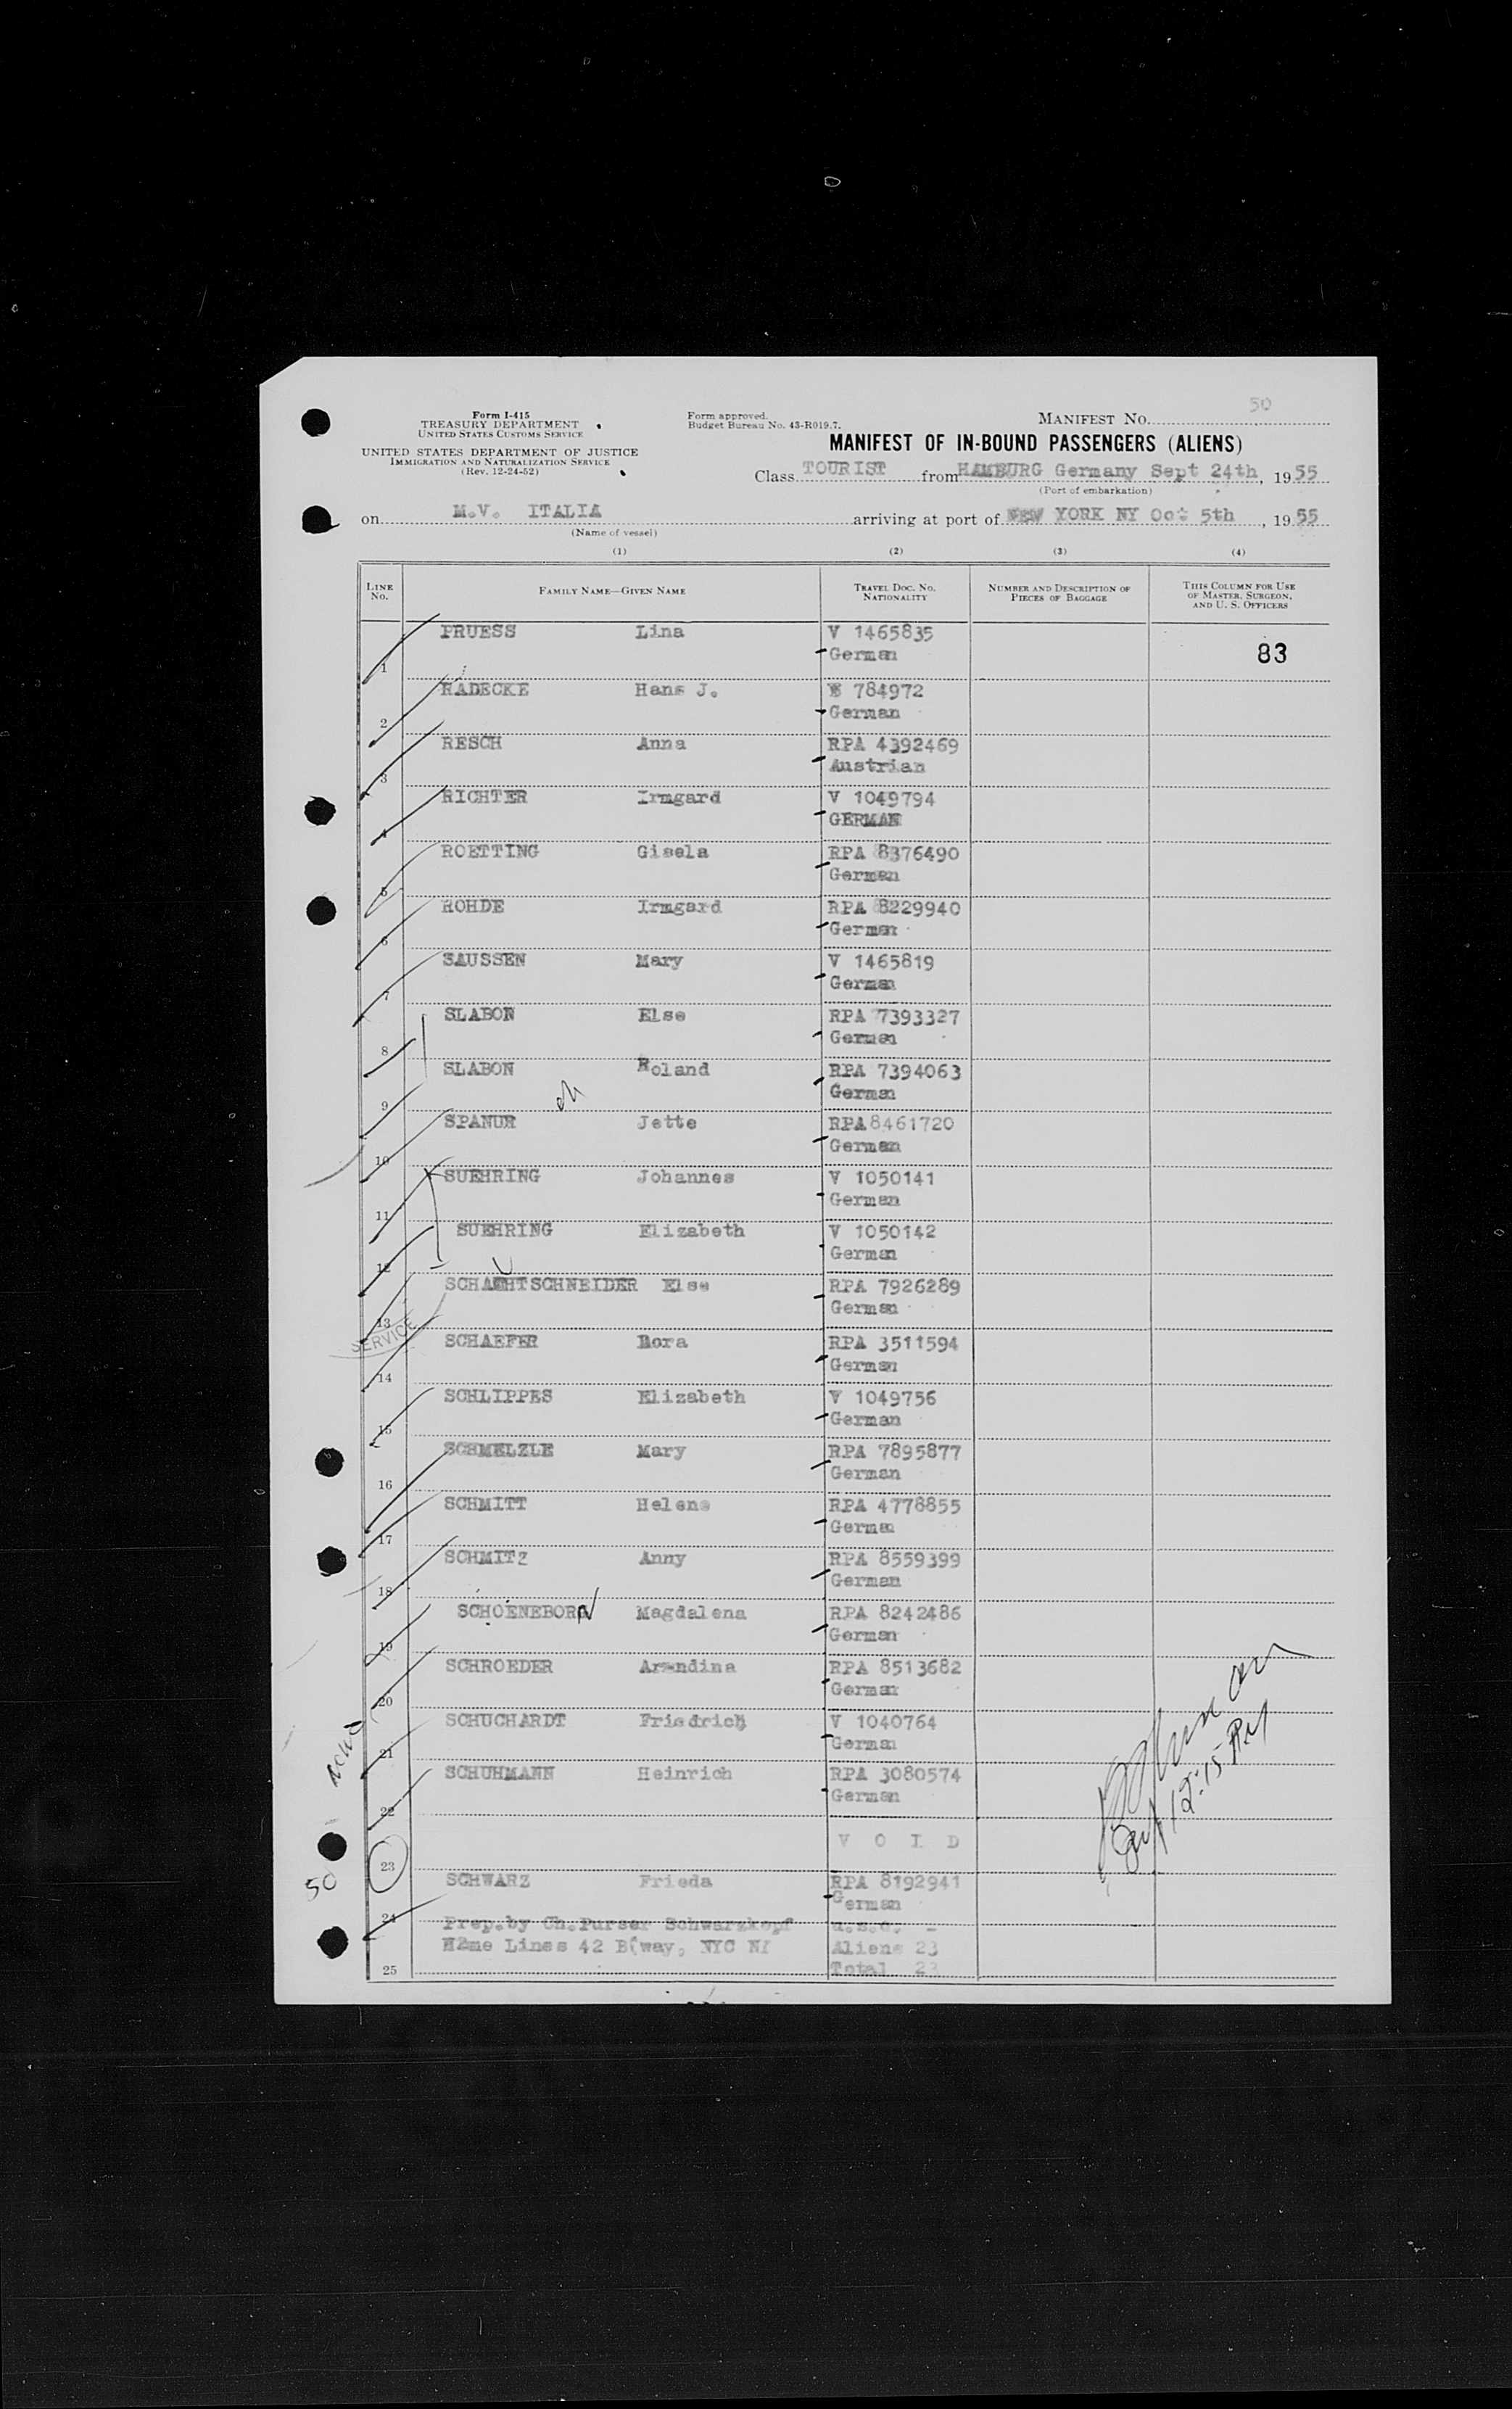 50
Form I-415
TREASURY DEPARTMENT
UNITED STATES CUSTOMS SERVICE
UNITED STATES DEPARTMENT OF JUSTICE
IMMIGRATION AND NATURALIZATION SERVICE
(Rev. 12-24-52)
Form approved.
Budget Bureau No. 43-R019.7.
MANIFEST NO.
MANIFEST OF IN-BOUND PASSENGERS (ALIENS)
Class TOURIST from HAMBURG Germany Sept 24th, 1955
(Port of embarkation)
on M.V. ITALIA arriving at port of NEW YORK NY Oct 5th, 1955
(Name of vessel)
(1) (2) (3) (4)
LINE No. FAMILY NAME—GIVEN NAME TRAVEL DOC. NO. NATIONALITY NUMBER AND DESCRIPTION OF PIECES OF BAGGAGE THIS COLUMN FOR USE OF MASTER, SURGEON, AND U. S. OFFICERS
1 PRUESS Lina V 1465835
German 83
2 RADECKE Hans J. 784972
German
3 RESCH Anna RPA 4392469
Austrian
4 RICHTER Irmgard V 1049794
GERMAN
5 ROETTING Gisela RPA 8376490
German
6 ROHDE Irmgard RPA 8229940
German
7 SAUSSEN Mary V 1465819
German
8 SLABON Else RPA 7393327
German
9 SLABON Roland RPA 7394063
German
10 SPANUR Jette RPA 8461720
German
11 SUEHRING Johannes V 1050141
German
12 SUEHRING Elizabeth V 1050142
German
13 SCHACHTSCHNEIDER Else RPA 7926289
German
SERVICE
14 SCHAEFER Dora RPA 3511594
German
15 SCHLIPPES Elizabeth V 1049756
German
16 SCHMELZLE Mary RPA 7895877
German
17 SCHMITT Helene RPA 4778855
German
18 SCHMITZ Anny RPA 8559399
German
19 SCHOENEBORN Magdalena RPA 8242486
German
20 SCHROEDER Arendina RPA 8513682
German
21 SCHUCHARDT Friedrich V 1040764
German
22 SCHUHMANN Heinrich RPA 3080574
German
23 V O I D
50
24 SCHWARZ Frieda RPA 8192941
German
Prep.by Ch.Purser Schwarzkopf U.S.C. –
Home Lines 42 B'way, NYC NY Aliens 23
25 Total 23
12:15 PM